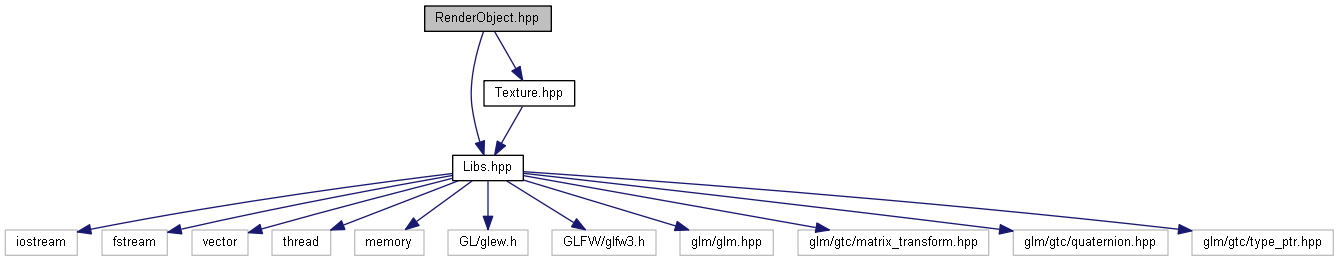 RenderObject.hpp
Texture.hpp
Libs.hpp
iostream
fstream
vector
thread
memory
GL/glew.h
GLFW/glfw3.h
glm/glm.hpp
glm/gtc/matrix_transform.hpp
glm/gtc/quaternion.hpp
glm/gtc/type_ptr.hpp